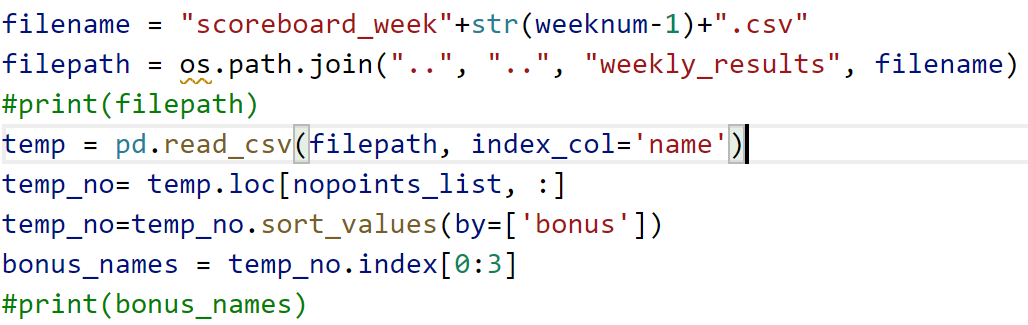 filename = "scoreboard_week"+str(weeknum-1)+".csv"
filepath = os.path.join("..", "..", "weekly_results", filename)
#print(filepath)
temp = pd.read_csv(filepath, index_col='name')
temp_no= temp.loc[nopoints_list, :]
temp_no=temp_no.sort_values(by=['bonus'])
bonus_names = temp_no.index[0:3]
#print(bonus_names)